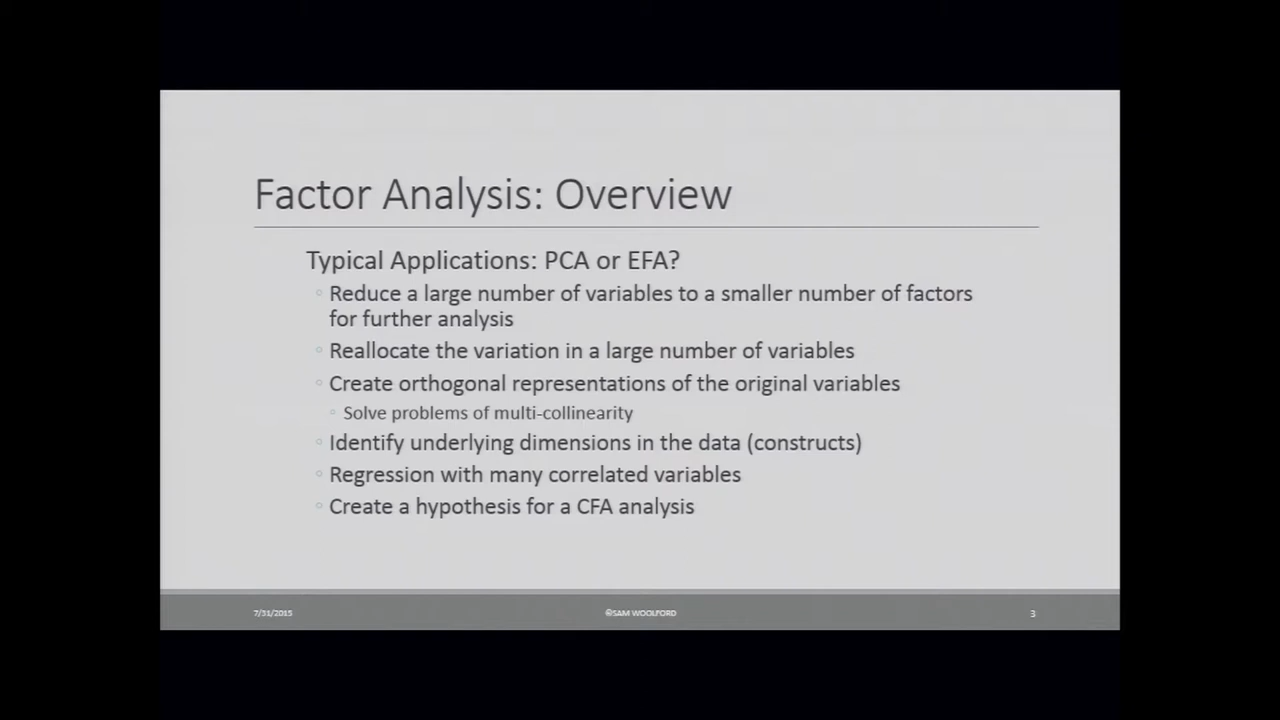 Factor Analysis: Overview
Typical Applications: PCA or EFA?
◦ Reduce a large number of variables to a smaller number of factors
for further analysis
◦ Reallocate the variation in a large number of variables
◦ Create orthogonal representations of the original variables
◦ Solve problems of multi-collinearity
◦ Identify underlying dimensions in the data (constructs)
◦ Regression with many correlated variables
◦ Create a hypothesis for a CFA analysis
7/31/2015 ©SAM WOOLFORD 3